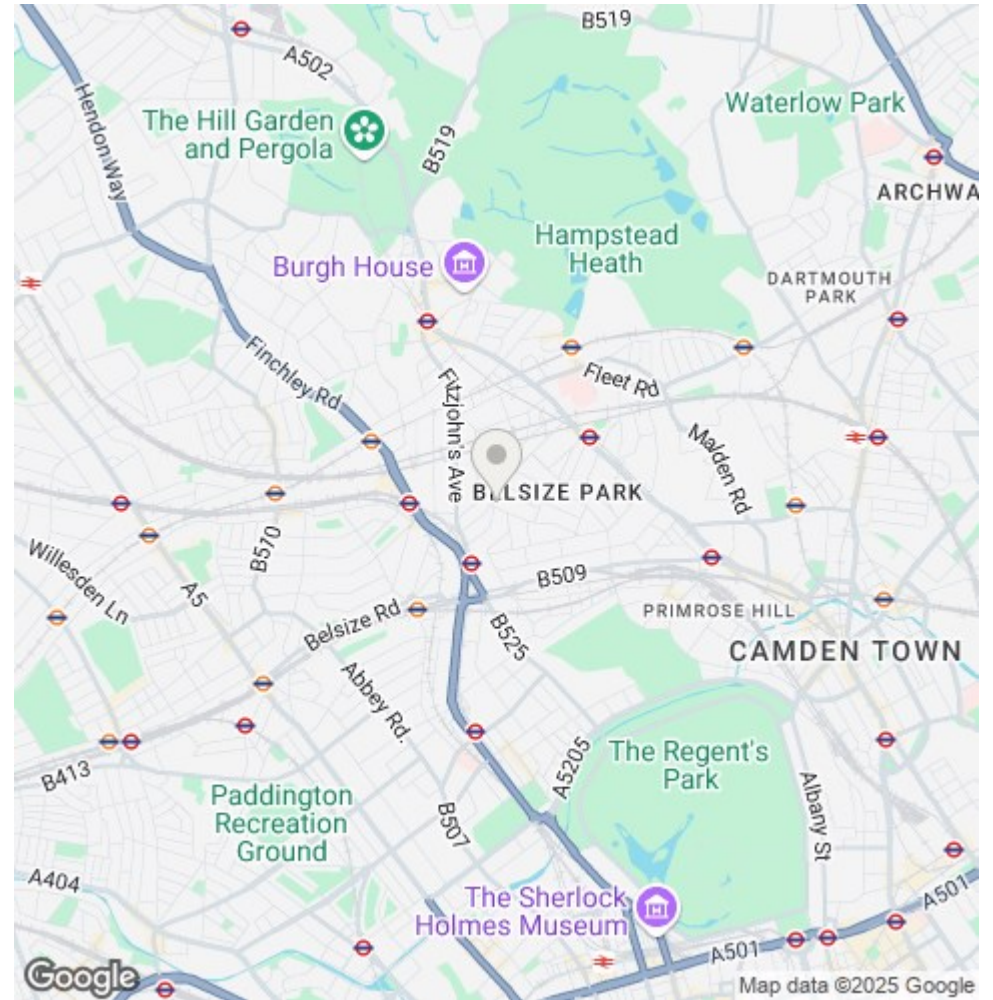 B519
A502
Hendon Way
The Hill Garden
and Pergola
B519
Waterlow Park
ARCHWA
Hampstead
Heath
Burgh House
DARTMOUTH
PARK
Finchley Rd
Fitzjohn's Ave
Fleet Rd
Malden Rd
BELSIZE PARK
B510
Willesden Ln
A5
B509
Belsize Rd
B525
PRIMROSE HILL
CAMDEN TOWN
Abbey Rd.
A5205
The Regent's
Park
B413
Paddington
Recreation
Ground
B507
Albany St
A404
The Sherlock
Holmes Museum
A501
A501
Google
Map data ©2025 Google